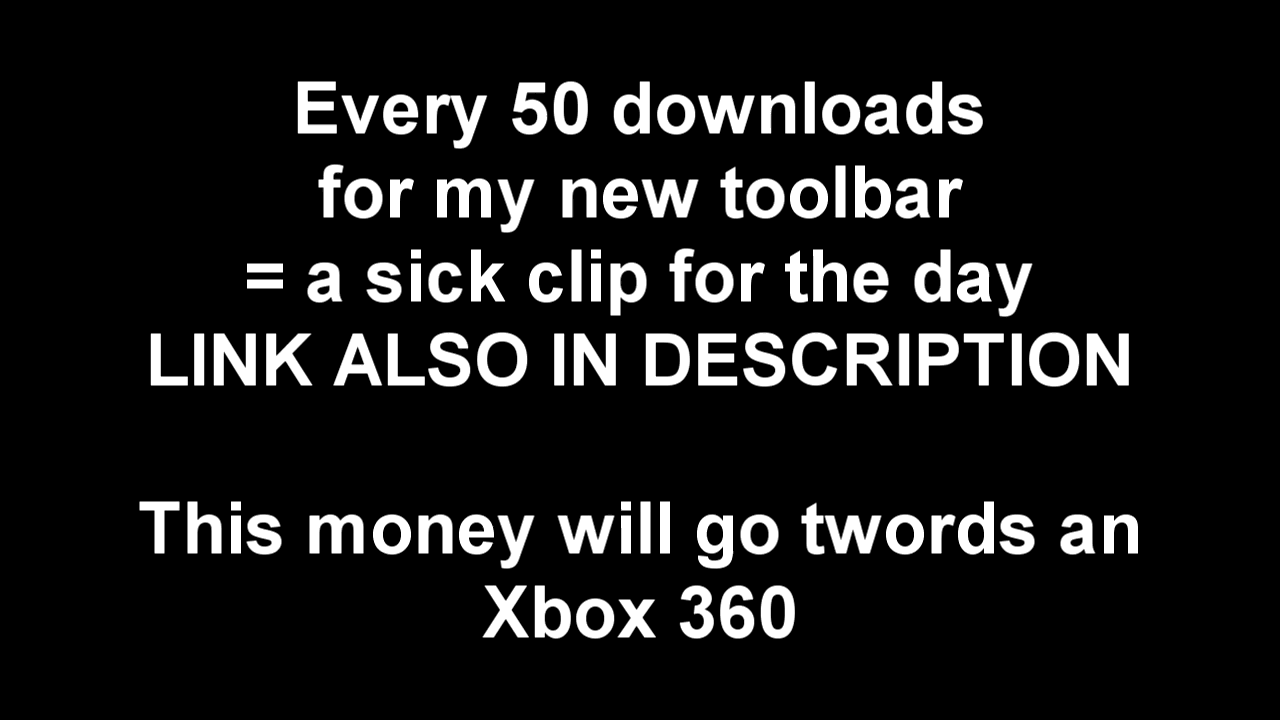 Every 50 downloads
for my new toolbar
= a sick clip for the day
LINK ALSO IN DESCRIPTION
This money will go twords an
Xbox 360